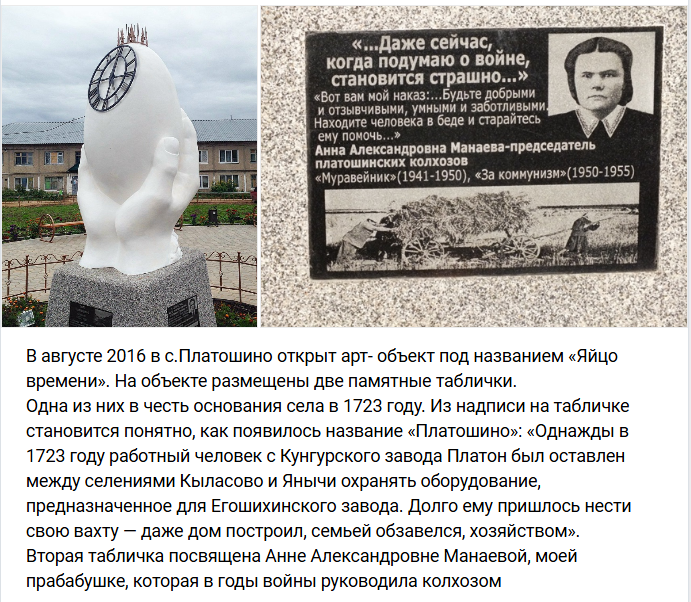 «...Даже сейчас,
когда подумаю о войне,
становится страшно...»
«Вот вам мой наказ:...Будьте добрыми
и отзывчивыми, умными и заботливыми.
Находите человека в беде и старайтесь
ему помочь...»
Анна Александровна Манаева-председатель
платошинских колхозов
«Муравейник»(1941-1950), «За коммунизм»(1950-1955)
В августе 2016 в с.Платошино открыт арт- объект под названием «Яйцо
времени». На объекте размещены две памятные таблички.
Одна из них в честь основания села в 1723 году. Из надписи на табличке
становится понятно, как появилось название «Платошино»: «Однажды в
1723 году работный человек с Кунгурского завода Платон был оставлен
между селениями Кыласово и Янычи охранять оборудование,
предназначенное для Егошихинского завода. Долго ему пришлось нести
свою вахту — даже дом построил, семьей обзавелся, хозяйством».
Вторая табличка посвящена Анне Александровне Манаевой, моей
прабабушке, которая в годы войны руководила колхозом